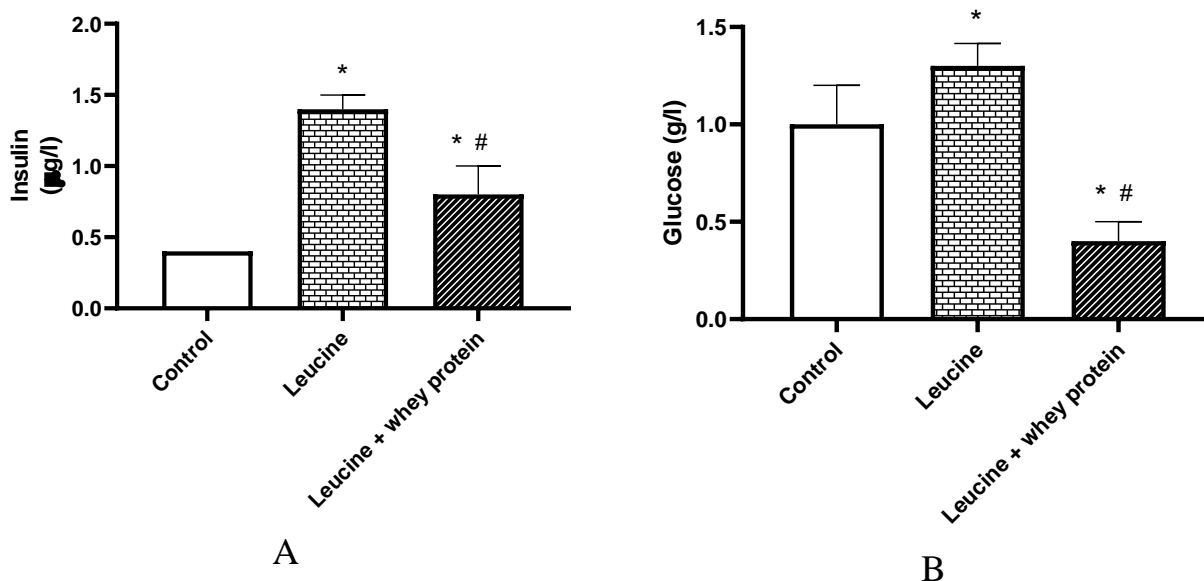 2.0
1.5
1.0
0.5
0.0
Insulin
g/l)
*
* #
Control
Leucine
Leucine + whey protein
A
1.5
1.0
0.5
0.0
Glucose (g/l)
*
* #
Control
Leucine
Leucine + whey protein
B